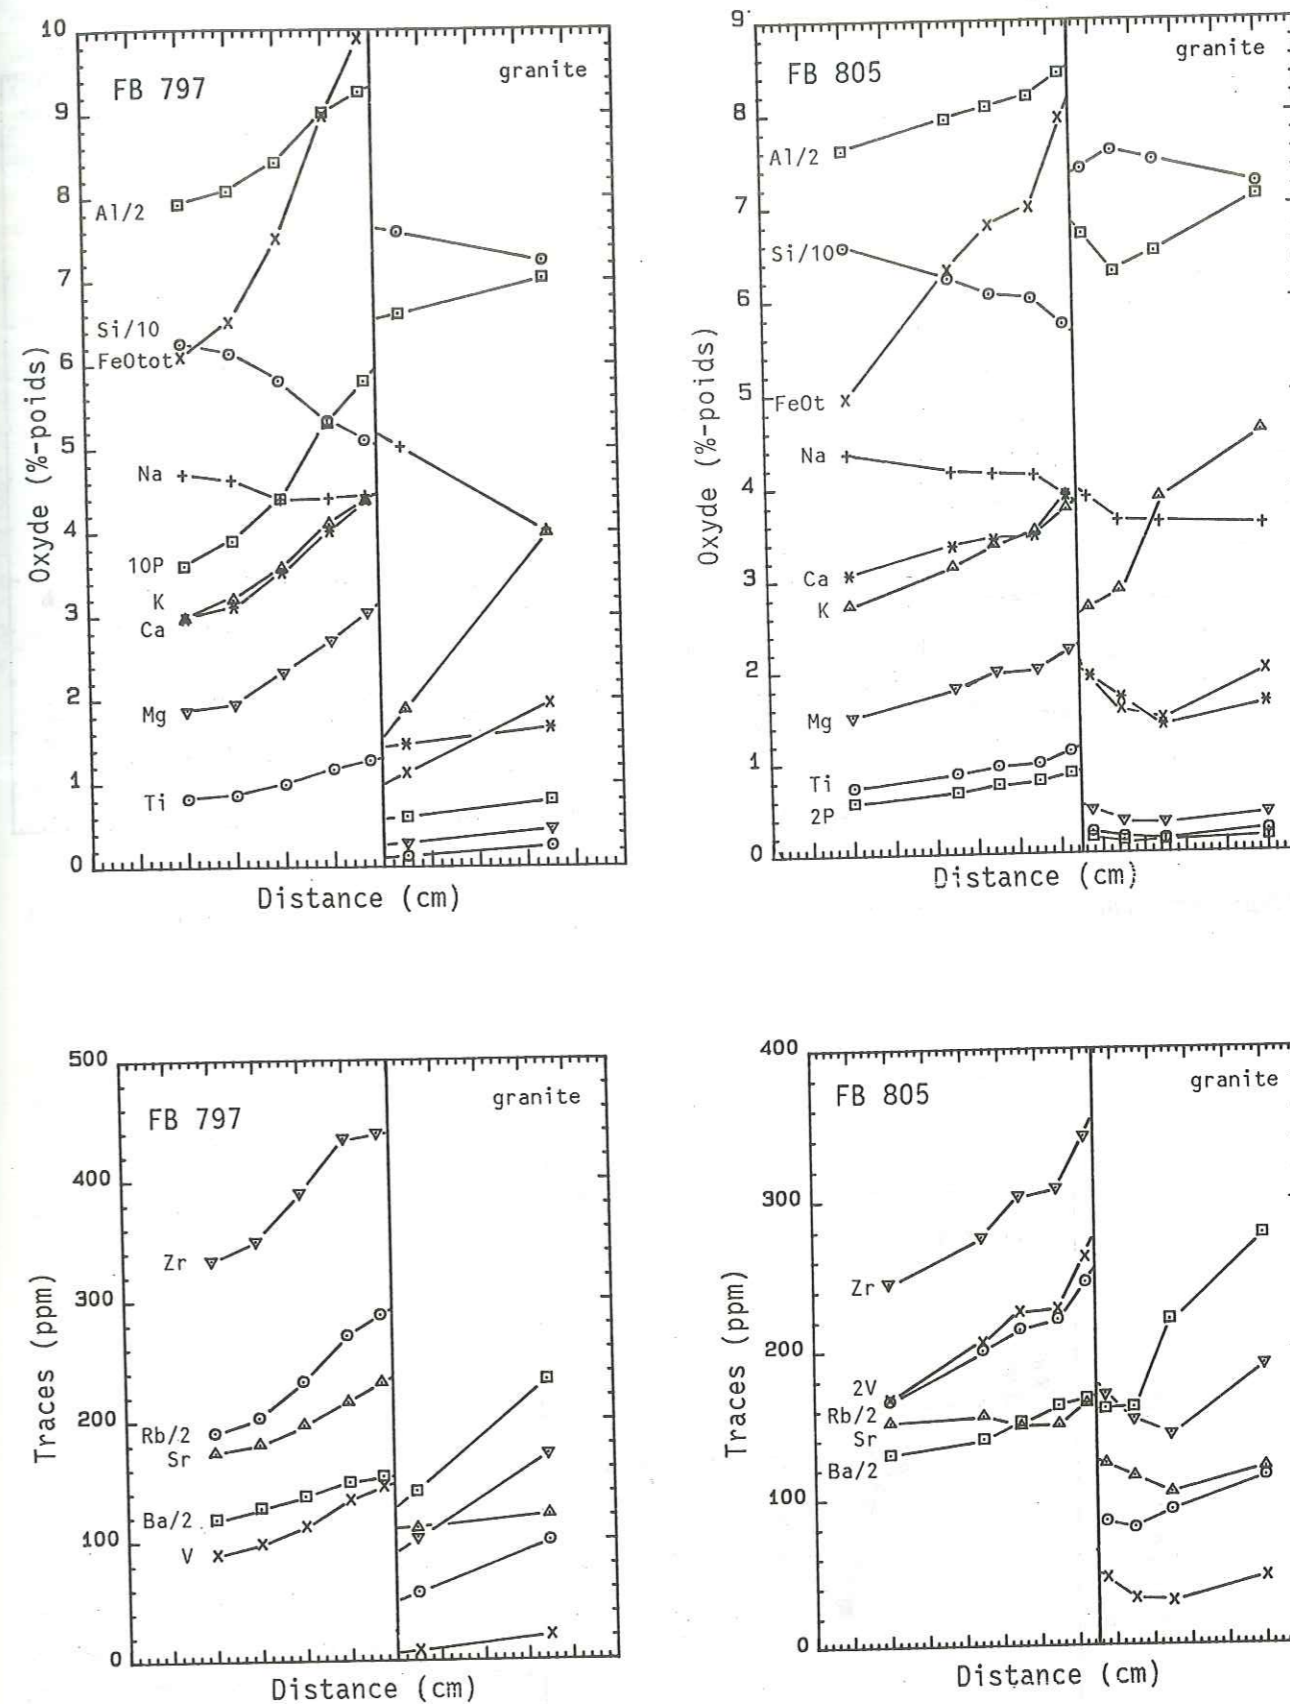 10
9
8
7
6
5
4
3
2
1
0
Oxyde (%-poids)
FB 797
granite
Al/2
Si/10
FeOtot
Na
10P
K
Ca
Mg
Ti
Distance (cm)
9
8
7
6
5
4
3
2
1
0
Oxyde (%-poids)
FB 805
granite
Al/2
Si/10
FeOt
Na
Ca
K
Mg
Ti
2P
Distance (cm)
500
400
300
200
100
0
Traces (ppm)
FB 797
granite
Zr
Rb/2
Sr
Ba/2
V
Distance (cm)
400
300
200
100
0
Traces (ppm)
FB 805
granite
Zr
2V
Rb/2
Sr
Ba/2
Distance (cm)